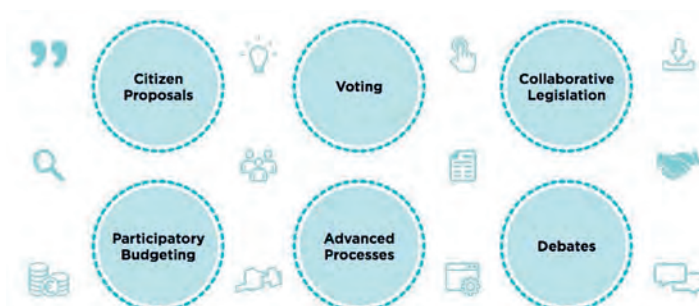 Citizen
Proposals
Voting
Collaborative
Legislation
Participatory
Budgeting
Advanced
Processes
Debates